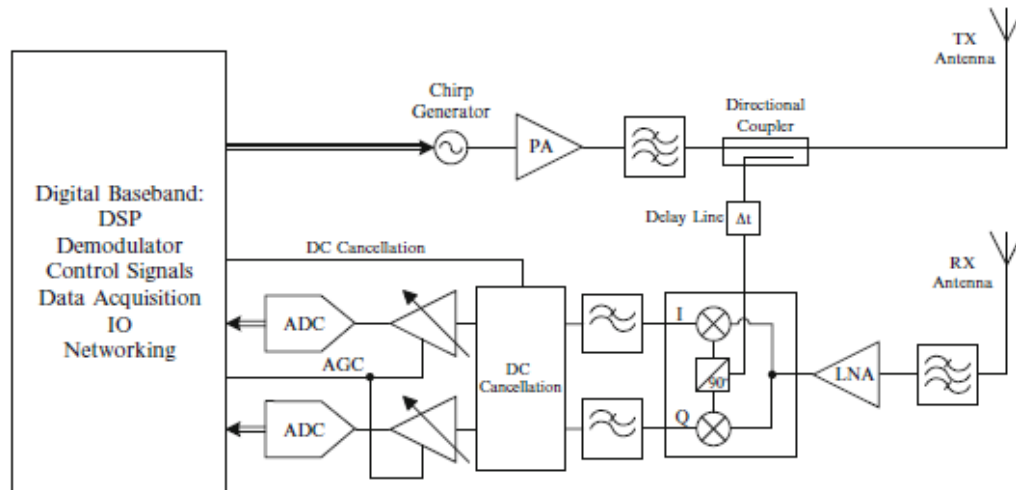 TX
Antenna
Chirp
Generator
Directional
Coupler
PA
Digital Baseband:
DSP
Demodulator
Control Signals
Data Acquisition
IO
Networking
Delay Line
Δt
DC Cancellation
RX
Antenna
ADC
I
DC
Cancellation
90°
LNA
AGC
ADC
Q